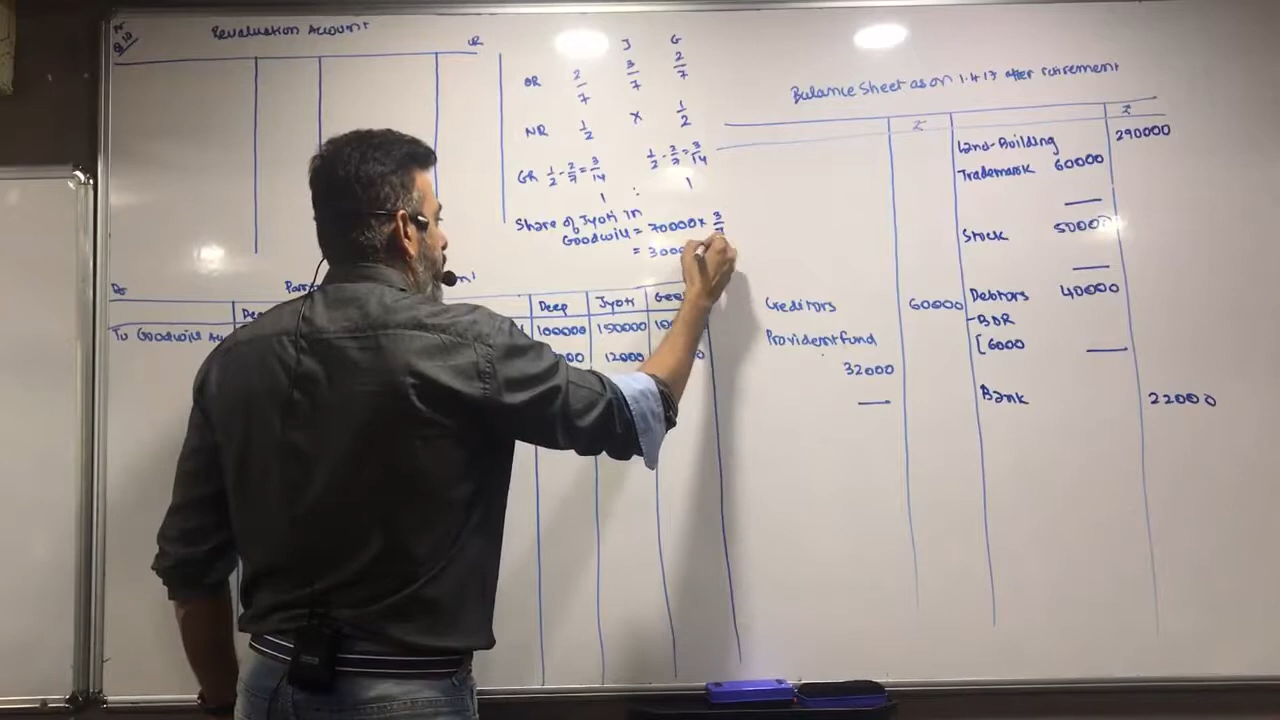 Q 10
Revaluation Account
J G
OR 2/7 3/7 2/7
NR 1/2 X 1/2
GR 1/2 - 2/7 = 3/14 1/2 - 2/7 = 3/14
1 : 1
Share of Jyoti in
Goodwill = 70000 × 3/7
= 3000
Dr
Deep Jyoti
To Goodwill 100000 150000
12000
Balance Sheet as on 1.4.13 after retirement
₹ ₹
Land-Building 290000
Trademark 60000
Stock 50000
Creditors 60000 Debtors 40000
Provident fund - BDR
[6000
32000
Bank 22000